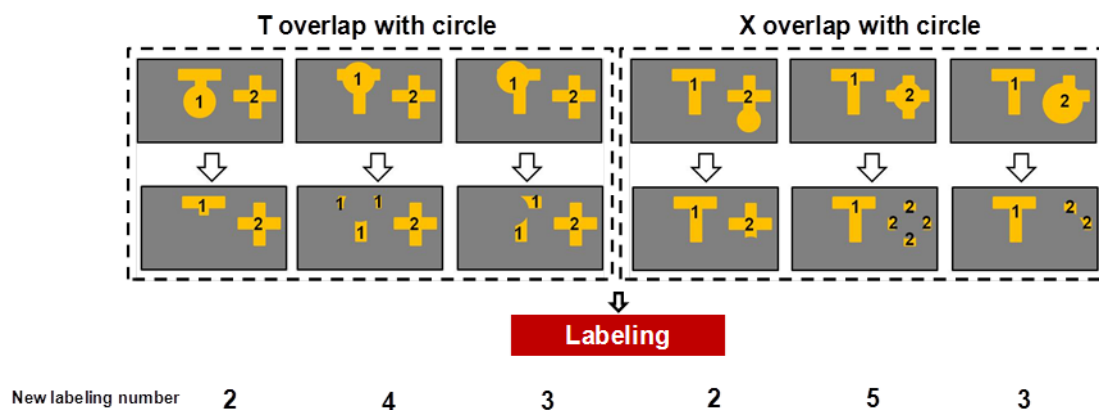 T overlap with circle X overlap with circle
1 2 1 2 1 2 1 2 1 2 1 2
1 2 1 1 1 2 1 1 2 1 2 1 2 2 2 2 1 2 2
Labeling
New labeling number 2 4 3 2 5 3